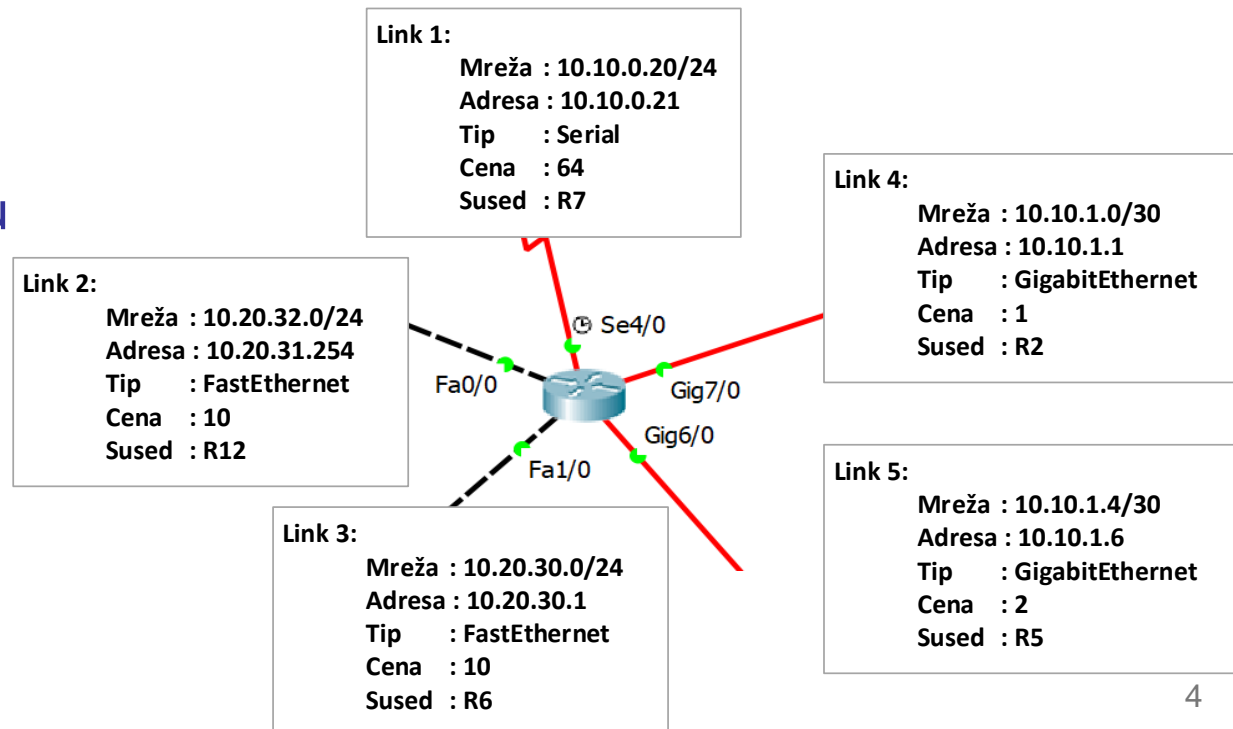 Link 1:
Mreža : 10.10.0.20/24
Adresa : 10.10.0.21
Tip : Serial
Cena : 64
Sused : R7
Link 4:
Mreža : 10.10.1.0/30
Adresa : 10.10.1.1
Tip : GigabitEthernet
Cena : 1
Sused : R2
Link 2:
Mreža : 10.20.32.0/24
Adresa : 10.20.31.254
Tip : FastEthernet
Cena : 10
Sused : R12
Se4/0
Fa0/0
Gig7/0
Gig6/0
Fa1/0
Link 5:
Mreža : 10.10.1.4/30
Adresa : 10.10.1.6
Tip : GigabitEthernet
Cena : 2
Sused : R5
Link 3:
Mreža : 10.20.30.0/24
Adresa : 10.20.30.1
Tip : FastEthernet
Cena : 10
Sused : R6
4